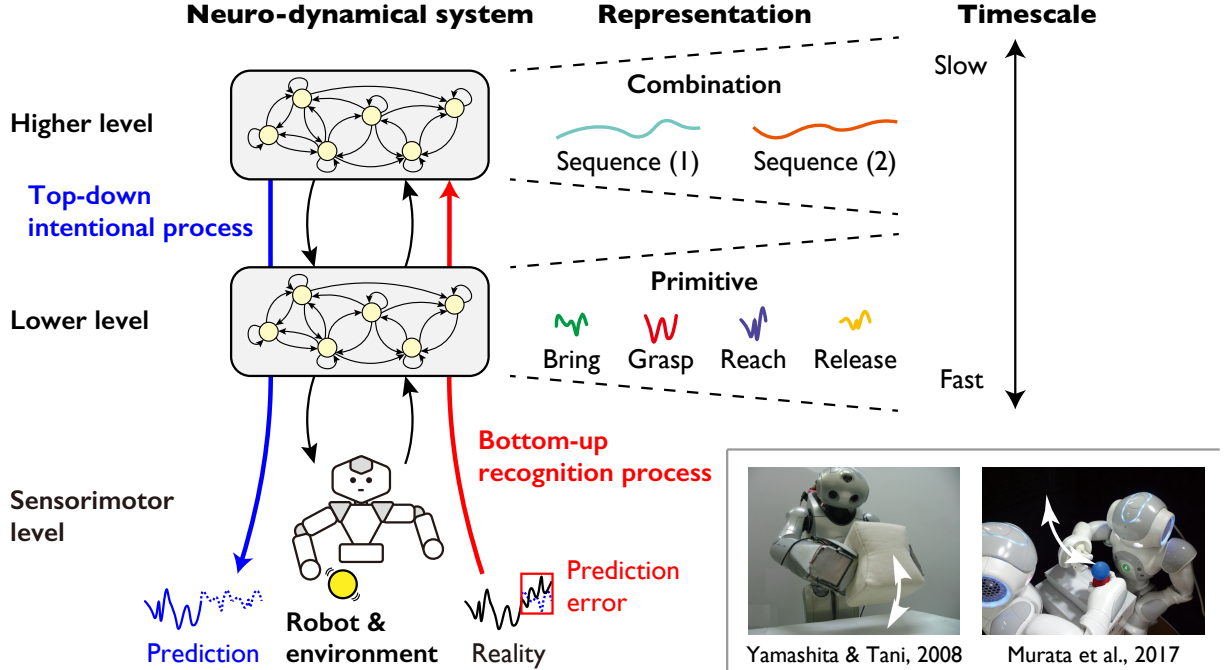 Neuro-dynamical system
Representation
Timescale
Higher level
Combination
Sequence (1)
Sequence (2)
Slow
Top-down
intentional process
Lower level
Primitive
Bring
Grasp
Reach
Release
Fast
Bottom-up
recognition process
Sensorimotor
level
Prediction
Robot &
environment
Reality
Prediction
error
Yamashita & Tani, 2008
Murata et al., 2017